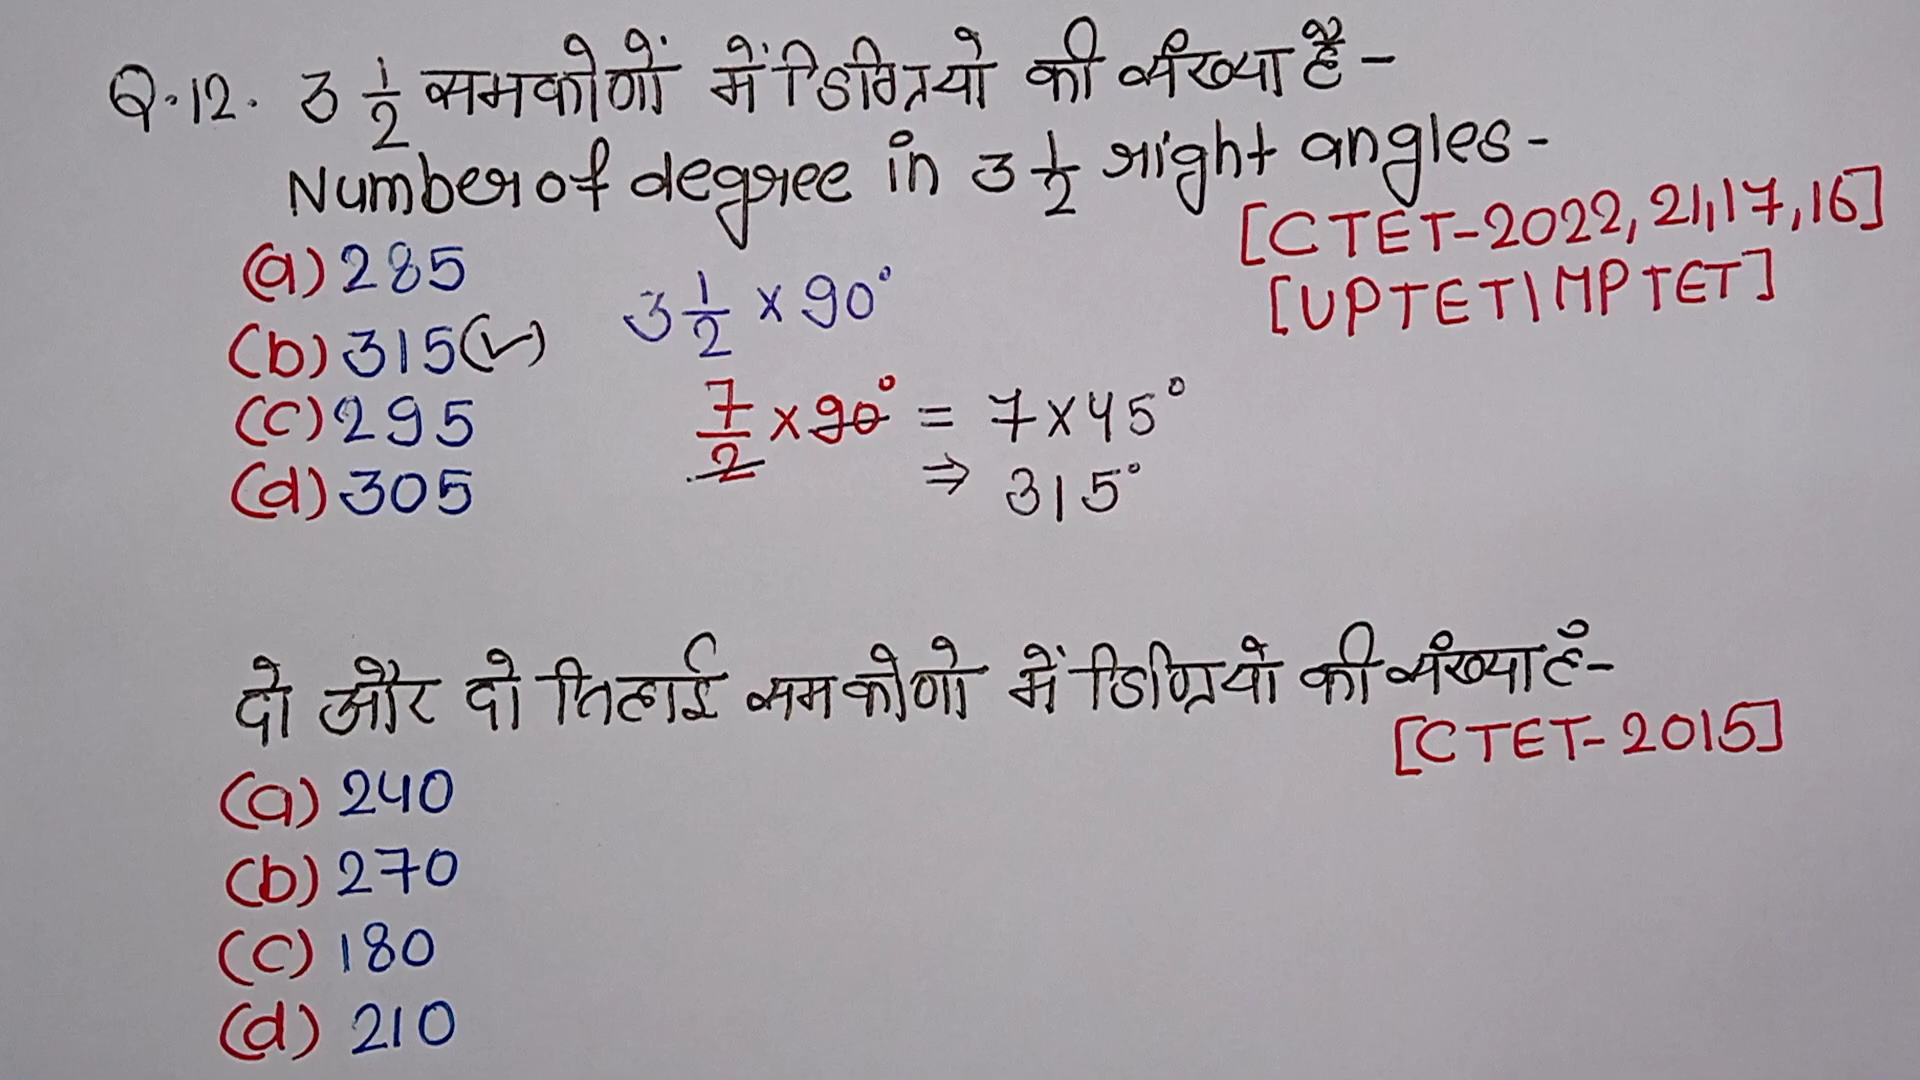 Q.12. 3 1/2 समकोणों में डिग्रियो की संख्या है -
Number of degree in 3 1/2 right angles -
[CTET-2022, 21, 17, 16]
[UPTET\MPTET]
(a) 285
(b) 315 (✓)
(c) 295
(d) 305
3 1/2 × 90°
7/2 × 90° = 7 × 45°
⇒ 315°
दो और दो तिहाई समकोणो में डिग्रियो की संख्या है -
[CTET-2015]
(a) 240
(b) 270
(c) 180
(d) 210